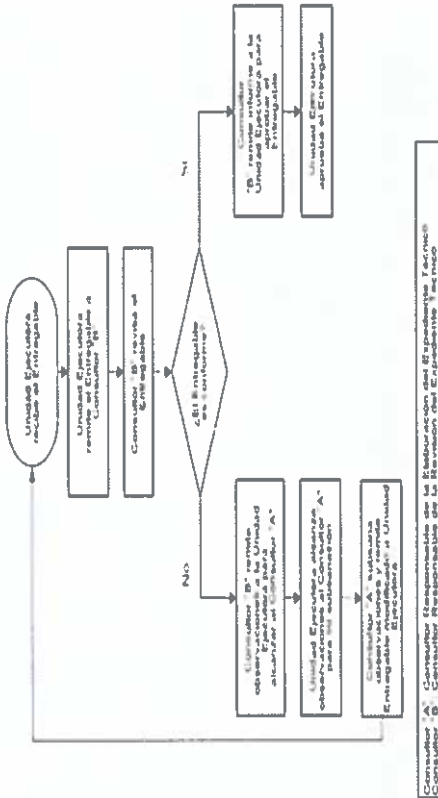 Unidad Ejecutora
recibe el Entregable
Unidad Ejecutora
remite el Entregable a
Consultor "B"
Consultor "B" revisa el
Entregable
¿El Entregable
es conforme?
No
Si
Consultor "B" remite
observaciones a la Unidad
Ejecutora para
alcanzar al Consultor "A"
Unidad Ejecutora alcanza
observaciones al Consultor "A"
para su subsanación
Consultor "A" subsana
observaciones y remite
Entregable Modificado a Unidad
Ejecutora
Consultor
"B" remite informe a la
Unidad Ejecutora para
aprobar el
Entregable
Unidad Ejecutora
aprueba el Entregable
Consultor "A": Consultor Responsable de la Elaboración del Expediente Técnico
Consultor "B": Consultor Responsable de la Revisión del Expediente Técnico